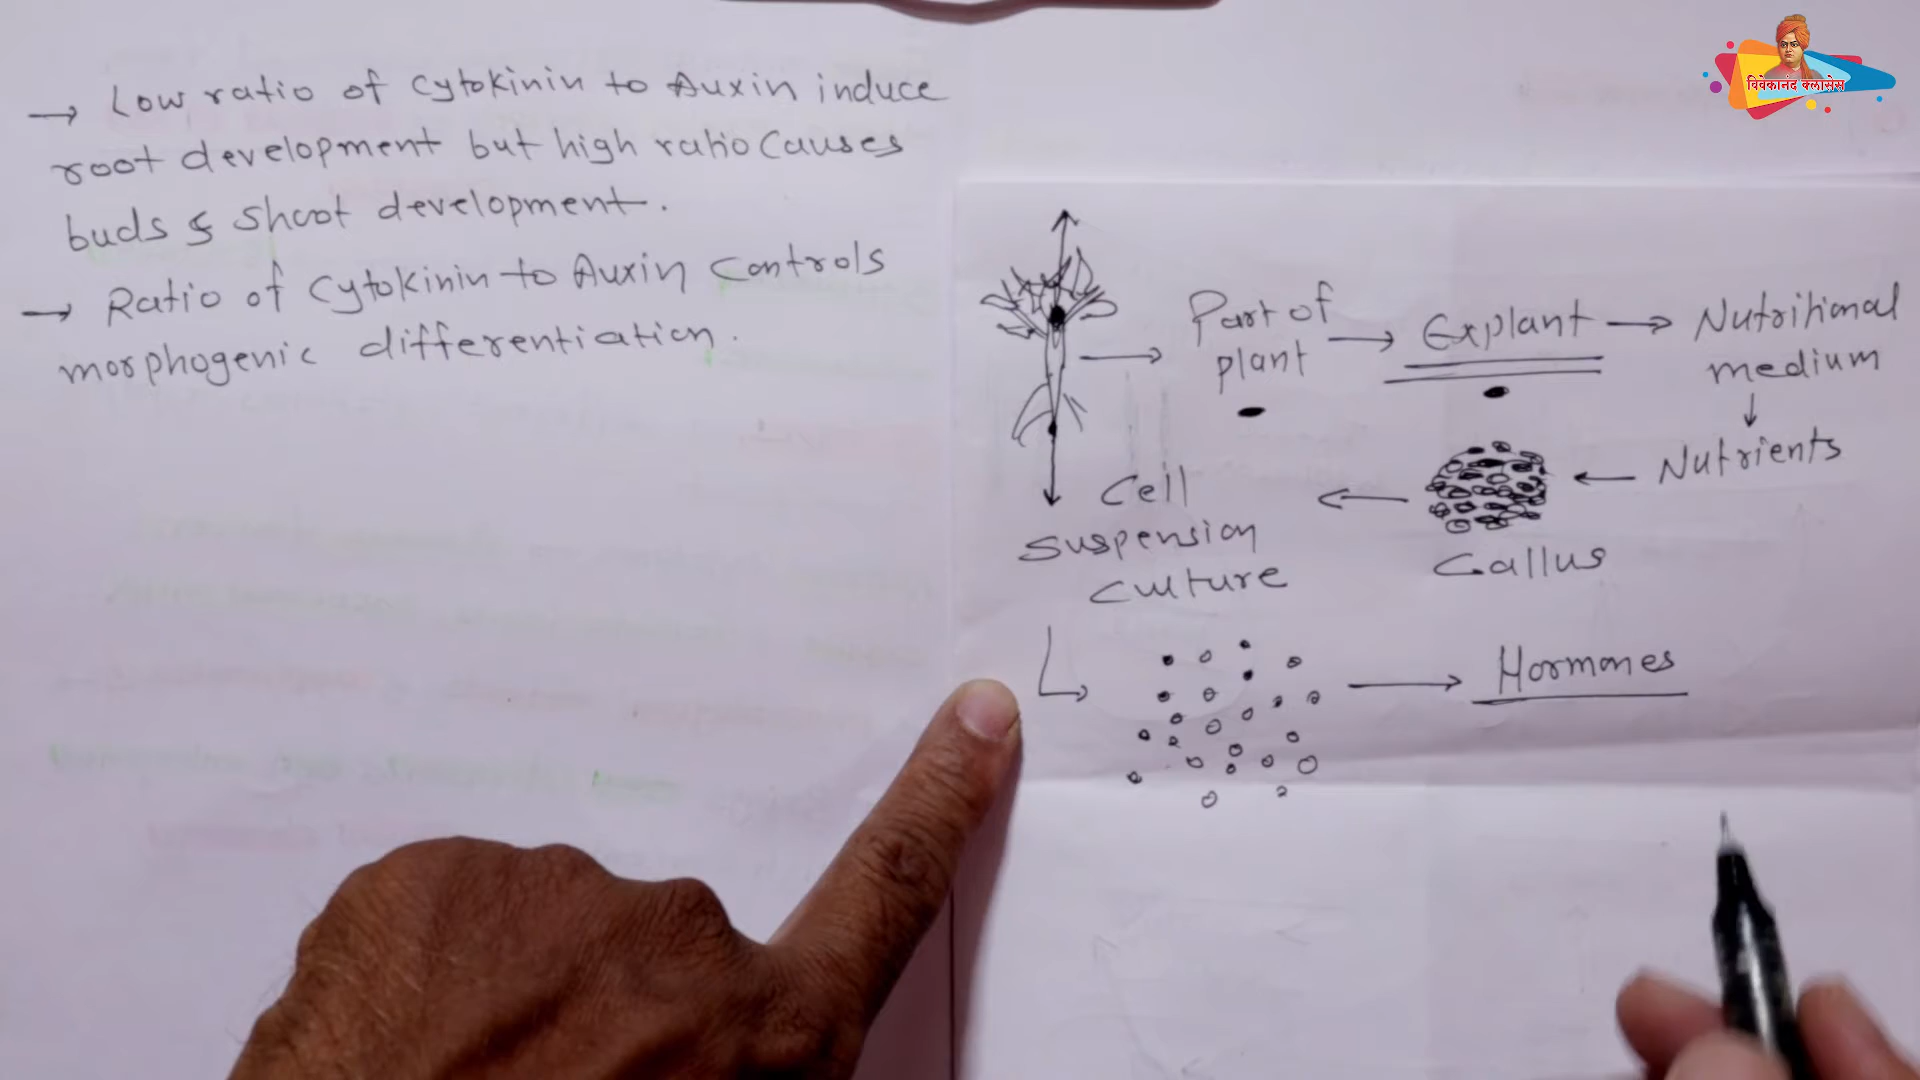 → Low ratio of cytokinin to Auxin induce
root development but high ratio causes
buds & shoot development.
→ Ratio of cytokinin to Auxin controls
morphogenic differentiation.
विवेकानंद क्लासेस
Part of
plant
→ Explant → Nutritional
medium
Nutrients
Callus
Cell
suspension
culture
Hormones